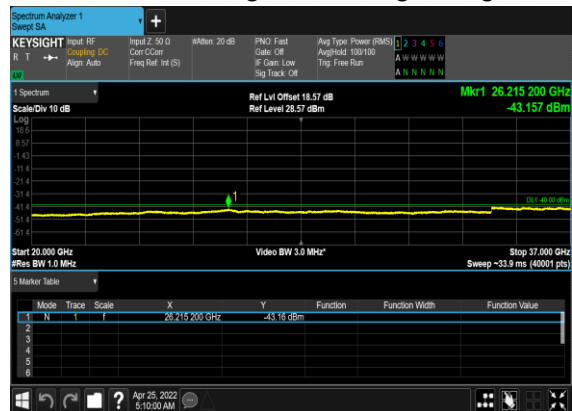 Spectrum Analyzer 1
Swept SA
+
KEYSIGHT Input: RF Input Z: 50 Ω #Atten: 20 dB PNO: Fast Avg Type: Power (RMS) 1 2 3 4 5 6
R T Coupling: DC Corr CCorr Gate: Off Avg|Hold: 100/100 A W W W W W
Align: Auto Freq Ref: Int (S) IF Gain: Low Trig: Free Run
Sig Track: Off A N N N N N
1 Spectrum Ref Lvl Offset 18.57 dB Mkr1 26.215 200 GHz
Scale/Div 10 dB Ref Level 28.57 dBm -43.157 dBm
Log
18.6
8.57
-1.43
-11.4
-21.4
-31.4 1 DL1 -40.00 dBm
-41.4
-51.4
-61.4
Start 20.000 GHz Video BW 3.0 MHz* Stop 37.000 GHz
#Res BW 1.0 MHz Sweep ~33.9 ms (40001 pts)
5 Marker Table
Mode Trace Scale X Y Function Function Width Function Value
1 N 1 f 26.215 200 GHz -43.16 dBm
2
3
4
5
6
? Apr 25, 2022
5:10:00 AM